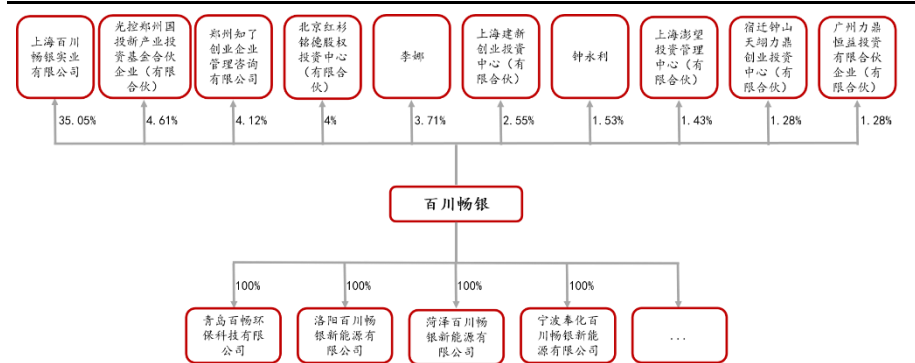 上海百川
畅银实业
有限公司
光控郑州国
投新产业投
资基金合伙
企业（有限
合伙）
郑州知了
创业企业
管理咨询
有限公司
北京红杉
铭德股权
投资中心
（有限合
伙）
李娜
上海建新
创业投资
中心（有
限合伙）
钟永利
上海澎望
投资管理
中心（有
限合伙）
宿迁钟山
天翊力鼎
创业投资
中心（有
限合伙）
广州力鼎
恒益投资
有限合伙
企业（有
限合伙）
35.05%
4.61%
4.12%
4%
3.71%
2.55%
1.53%
1.43%
1.28%
1.28%
百川畅银
100%
100%
100%
100%
青岛百畅环
保科技有限
公司
洛阳百川畅
银新能源有
限公司
菏泽百川畅
银新能源有
限公司
宁波奉化百
川畅银新能
源有限公司
...